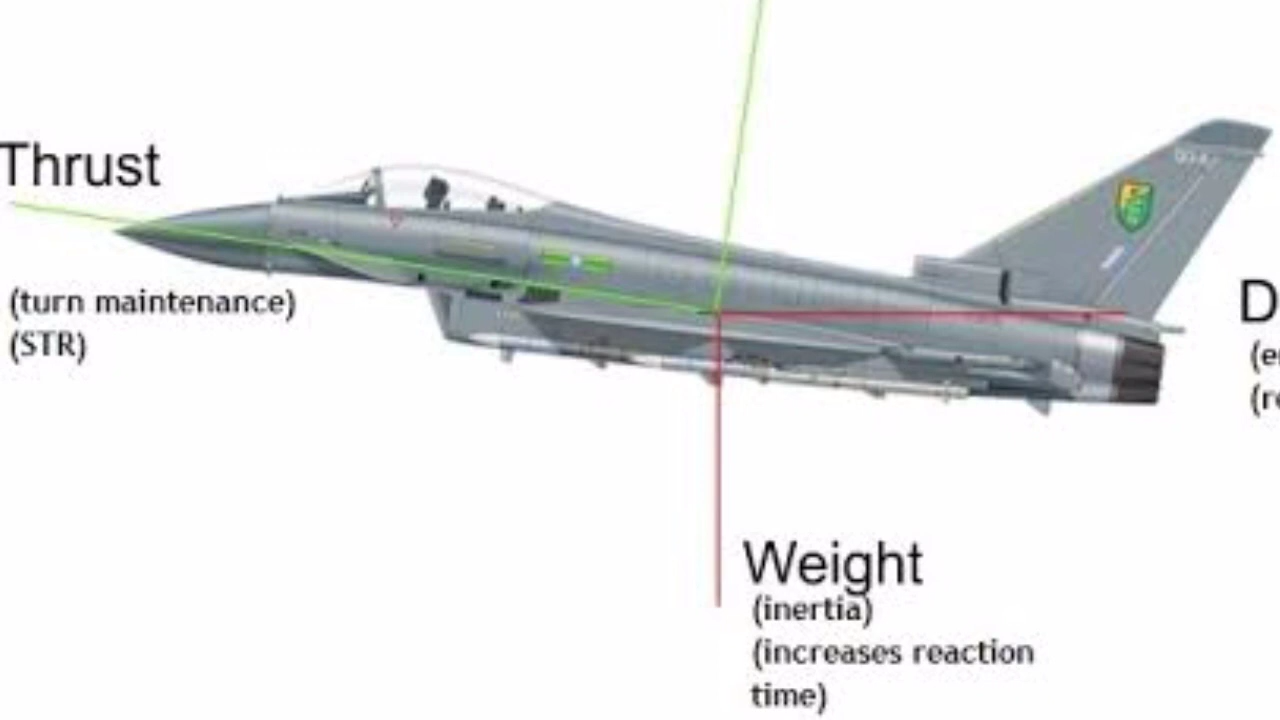 Thrust
(turn maintenance)
(STR)
D
(e
(r
Weight
(inertia)
(increases reaction
time)